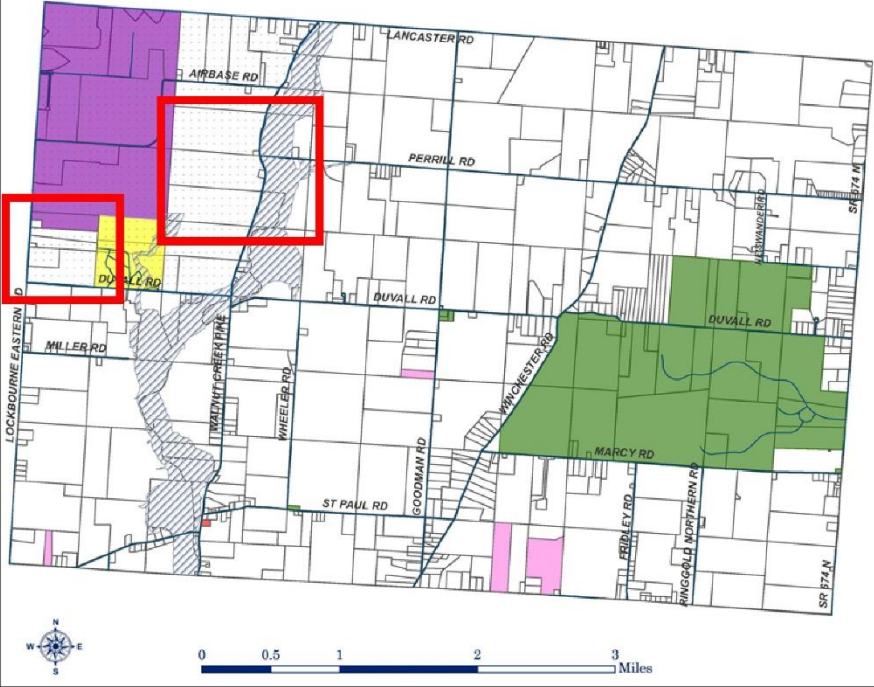 LANCASTER RD
AIRBASE RD
PERRILL RD
SR 674 N
NEISWANDER RD
DUVALL RD
DUVALL RD
DUVALL RD
LOCKBOURNE EASTERN RD
MILLER RD
WALNUT CREEK PIKE
WHEELER RD
WINCHESTER RD
GOODMAN RD
MARCY RD
ST PAUL RD
FRIDLEY RD
RINGGOLD NORTHERN RD
SR 674 N
N
W E
S
0 0.5 1 2 3
Miles